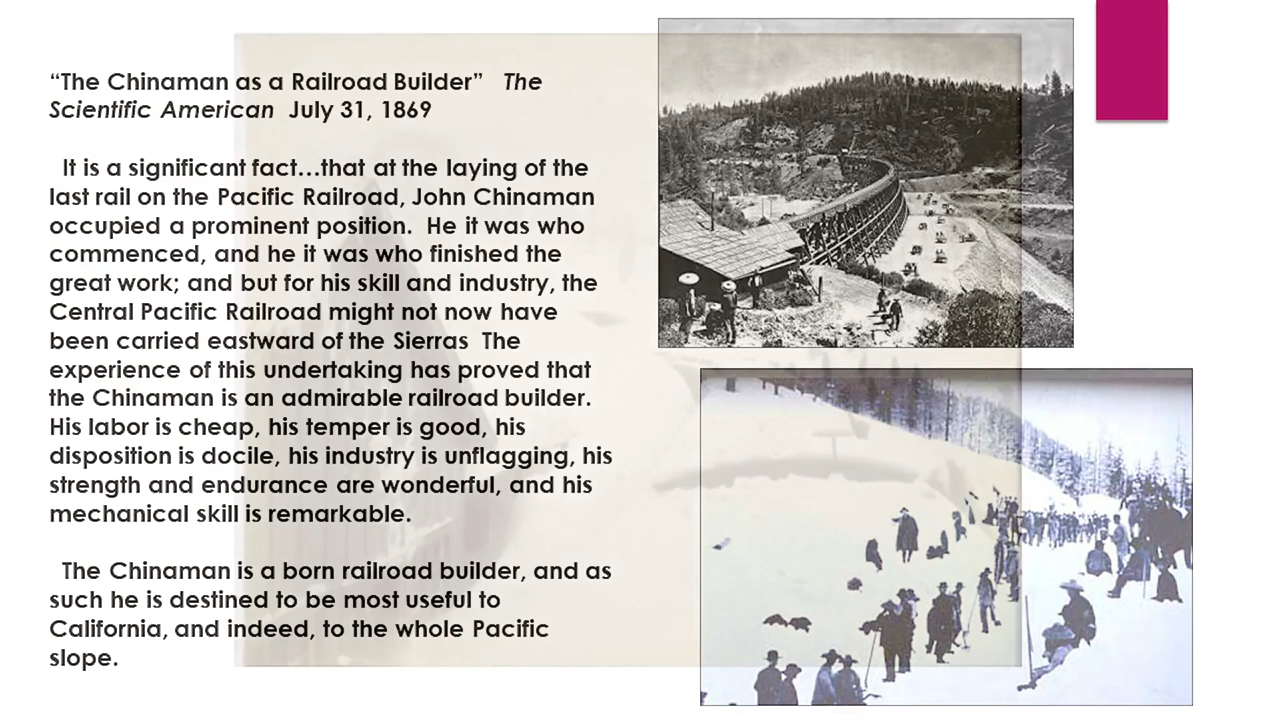 “The Chinaman as a Railroad Builder” The
Scientific American July 31, 1869
It is a significant fact…that at the laying of the
last rail on the Pacific Railroad, John Chinaman
occupied a prominent position. He it was who
commenced, and he it was who finished the
great work; and but for his skill and industry, the
Central Pacific Railroad might not now have
been carried eastward of the Sierras The
experience of this undertaking has proved that
the Chinaman is an admirable railroad builder.
His labor is cheap, his temper is good, his
disposition is docile, his industry is unflagging, his
strength and endurance are wonderful, and his
mechanical skill is remarkable.
The Chinaman is a born railroad builder, and as
such he is destined to be most useful to
California, and indeed, to the whole Pacific
slope.